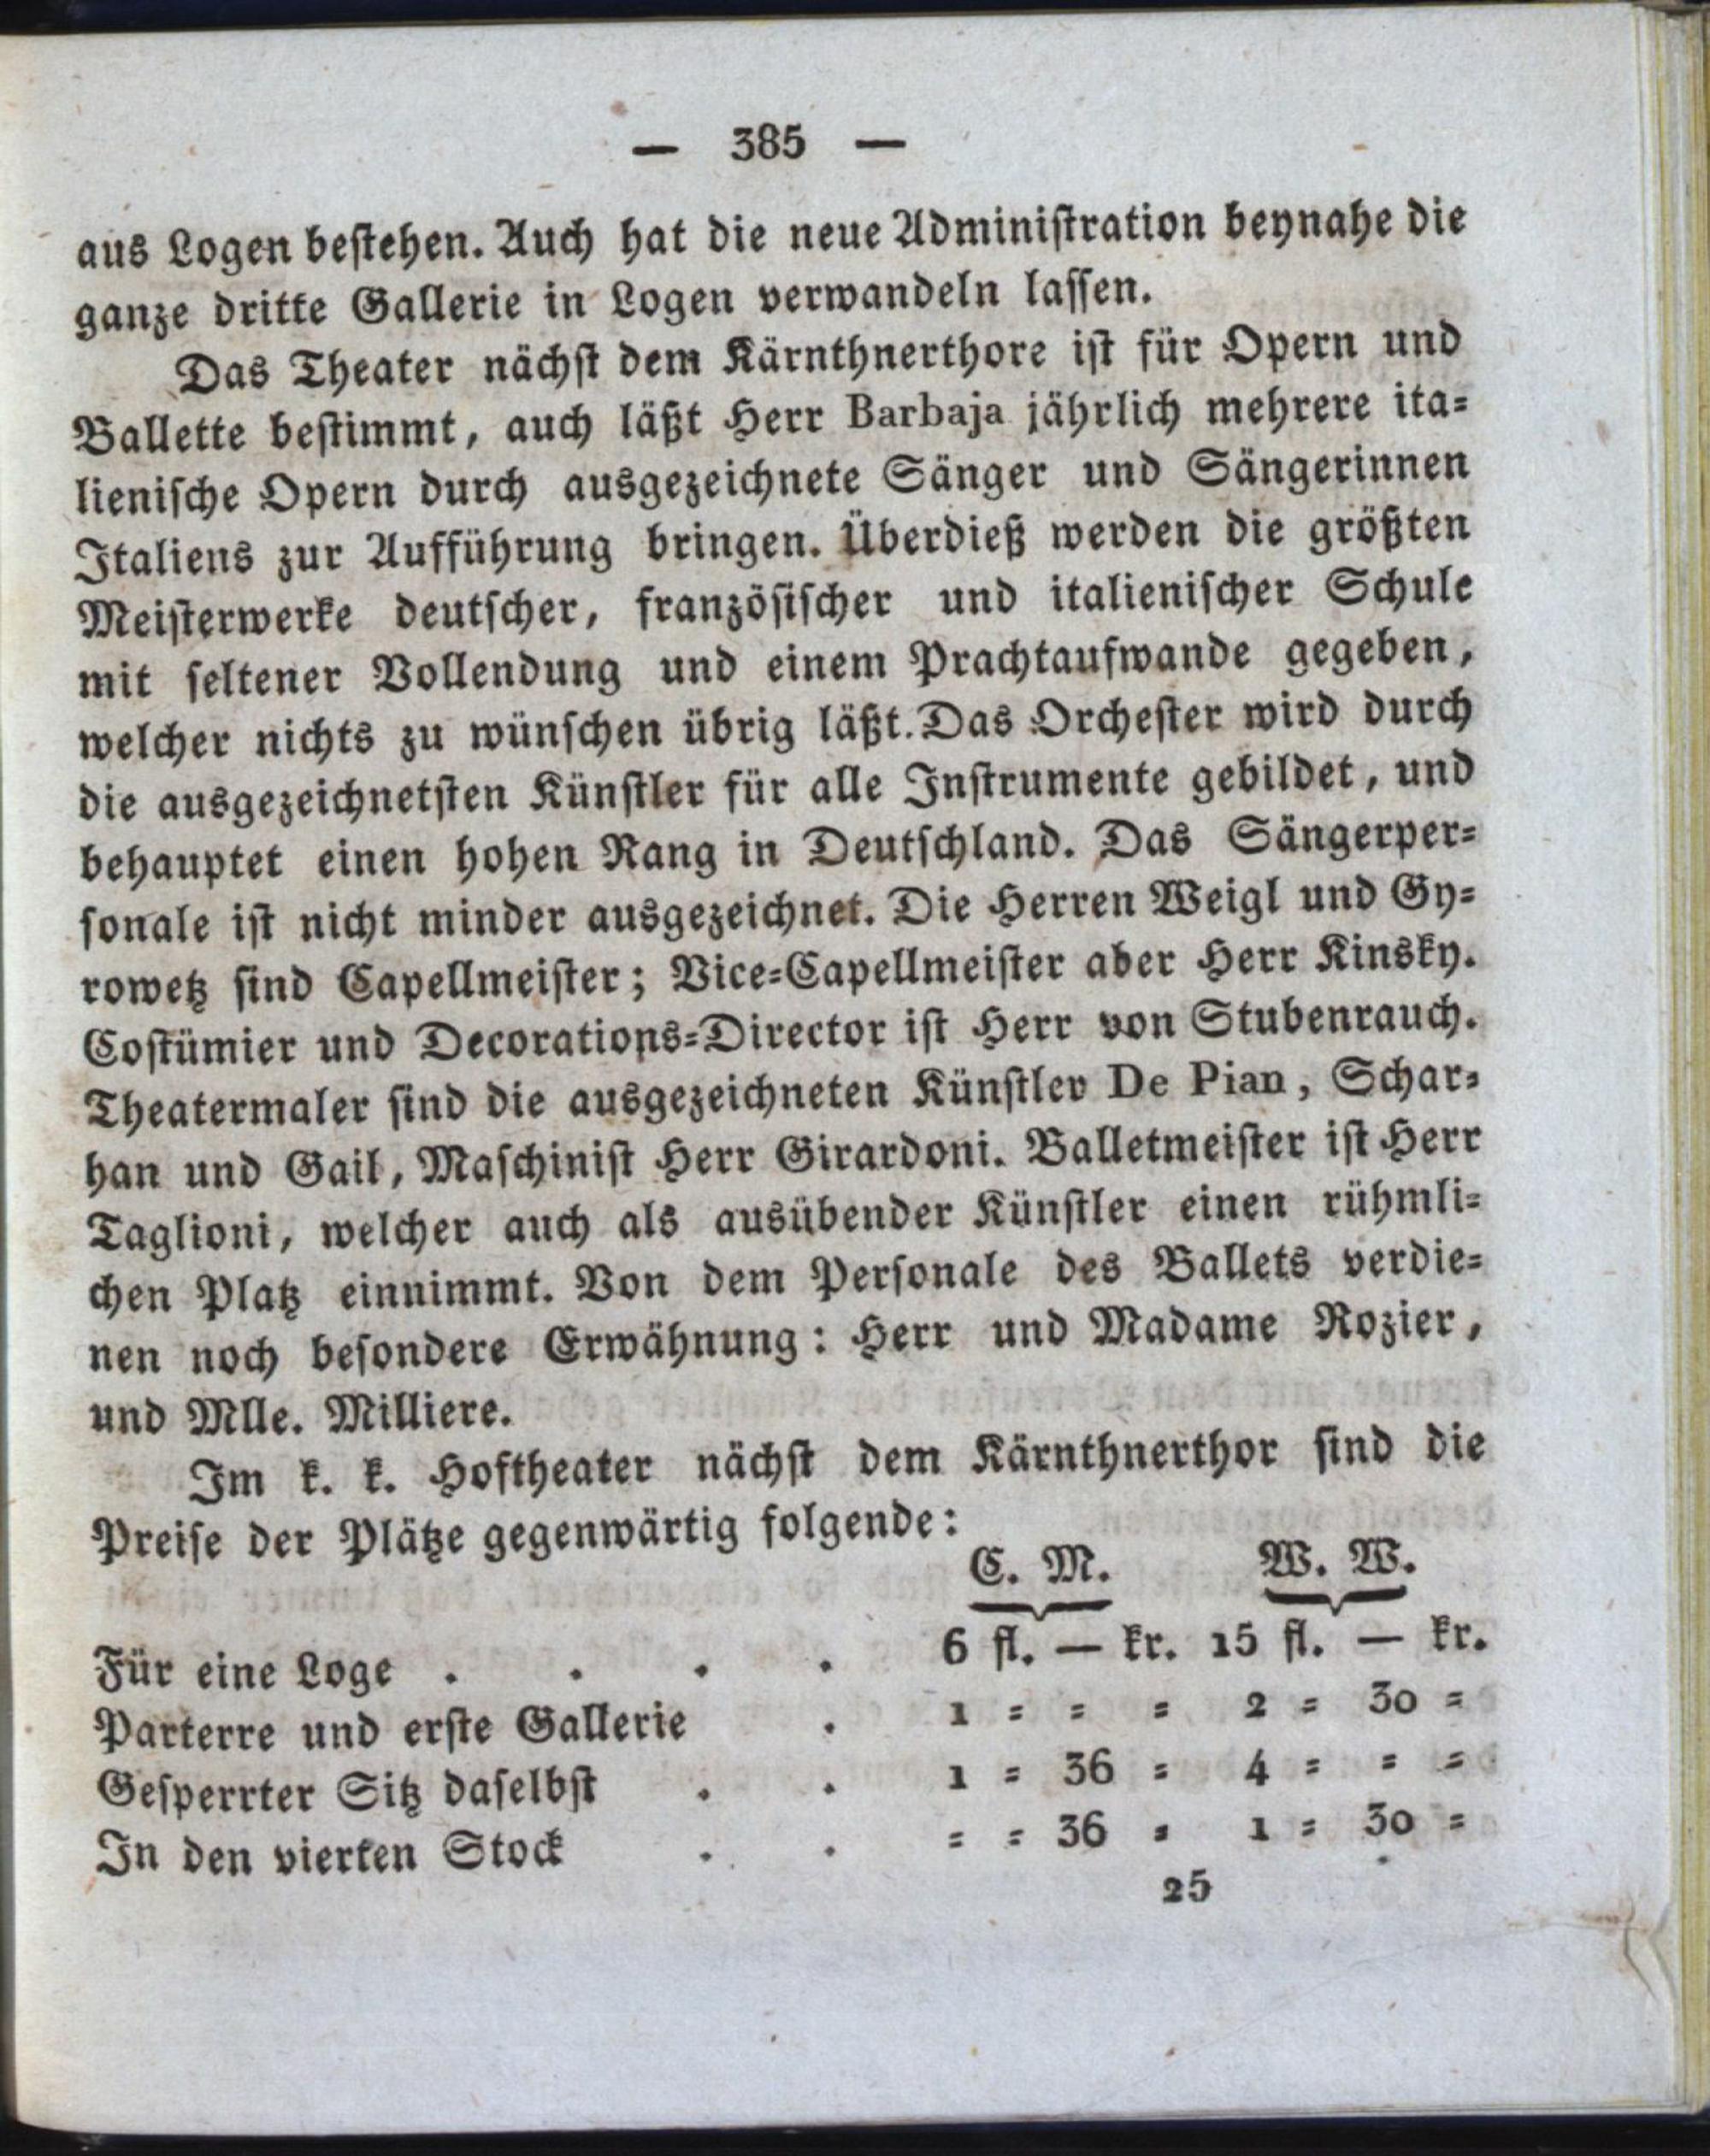 — 385 —
aus Logen bestehen. Auch hat die neue Administration beynahe die
ganze dritte Gallerie in Logen verwandeln lassen.
Das Theater nächst dem Kärnthnerthore ist für Opern und
Ballette bestimmt, auch läßt Herr Barbaja jährlich mehrere ita=
lienische Opern durch ausgezeichnete Sänger und Sängerinnen
Italiens zur Aufführung bringen. Überdieß werden die größten
Meisterwerke deutscher, französischer und italienischer Schule
mit seltener Vollendung und einem Prachtaufwande gegeben,
welcher nichts zu wünschen übrig läßt. Das Orchester wird durch
die ausgezeichnetsten Künstler für alle Instrumente gebildet, und
behauptet einen hohen Rang in Deutschland. Das Sängerper=
sonale ist nicht minder ausgezeichnet. Die Herren Weigl und Gy=
rowetz sind Capellmeister; Vice=Capellmeister aber Herr Kinsky.
Costümier und Decorations=Director ist Herr von Stubenrauch.
Theatermaler sind die ausgezeichneten Künstler De Pian, Schar=
han und Gail, Maschinist Herr Girardoni. Balletmeister ist Herr
Taglioni, welcher auch als ausübender Künstler einen rühmli=
chen Platz einnimmt. Von dem Personale des Ballets verdie=
nen noch besondere Erwähnung: Herr und Madame Rozier,
und Mlle. Milliere.
Im k. k. Hoftheater nächst dem Kärnthnerthor sind die
Preise der Plätze gegenwärtig folgende:
C. M. W. W.
Für eine Loge . . . . 6 fl. — kr. 15 fl. — kr.
Parterre und erste Gallerie . 1 = = = 2 = 30 =
Gesperrter Sitz daselbst . . 1 = 36 = 4 = = =
In den vierten Stock . . = = 36 = 1 = 30 =
25